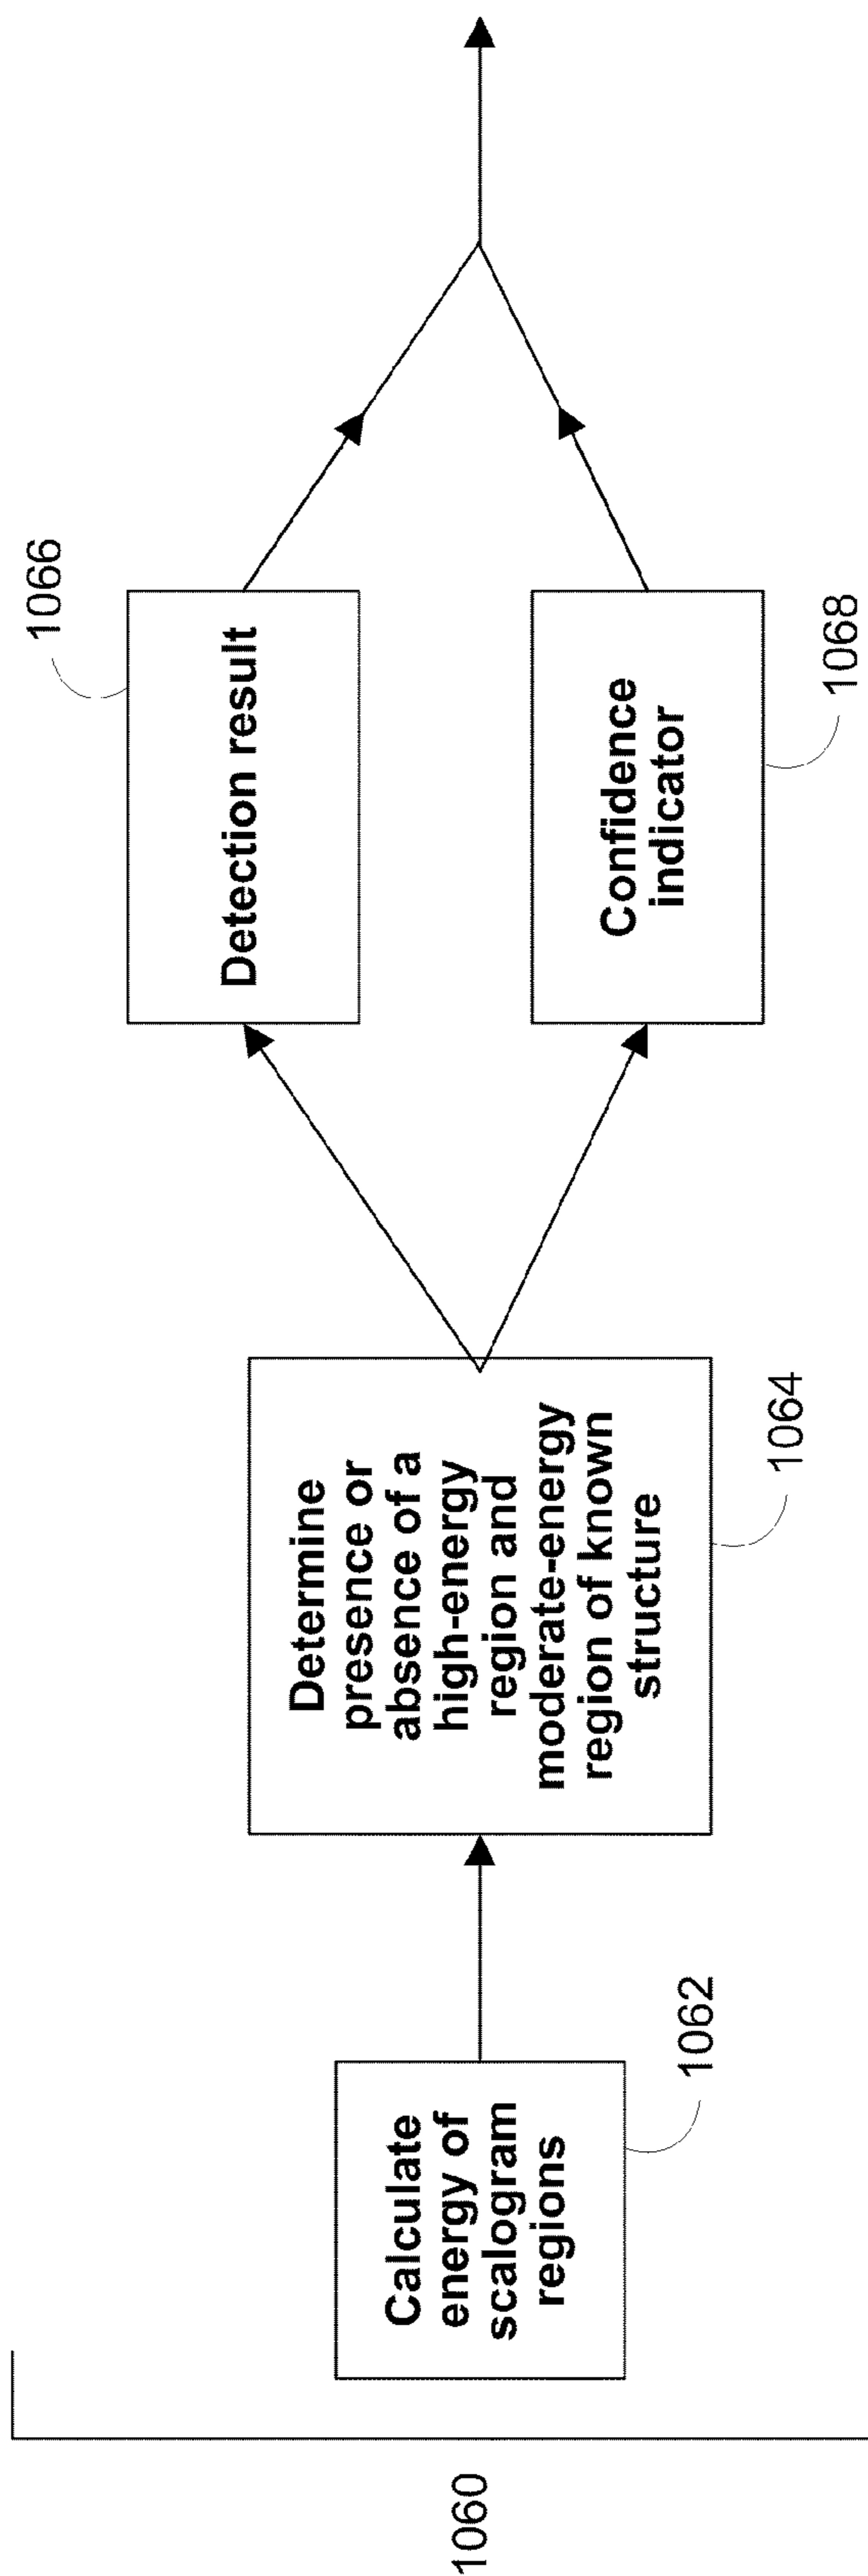 1060
Calculate
energy of
scalogram
regions
1062
Determine
presence or
absence of a
high-energy
region and
moderate-energy
region of known
structure
1064
Detection result
1066
Confidence
indicator
1068